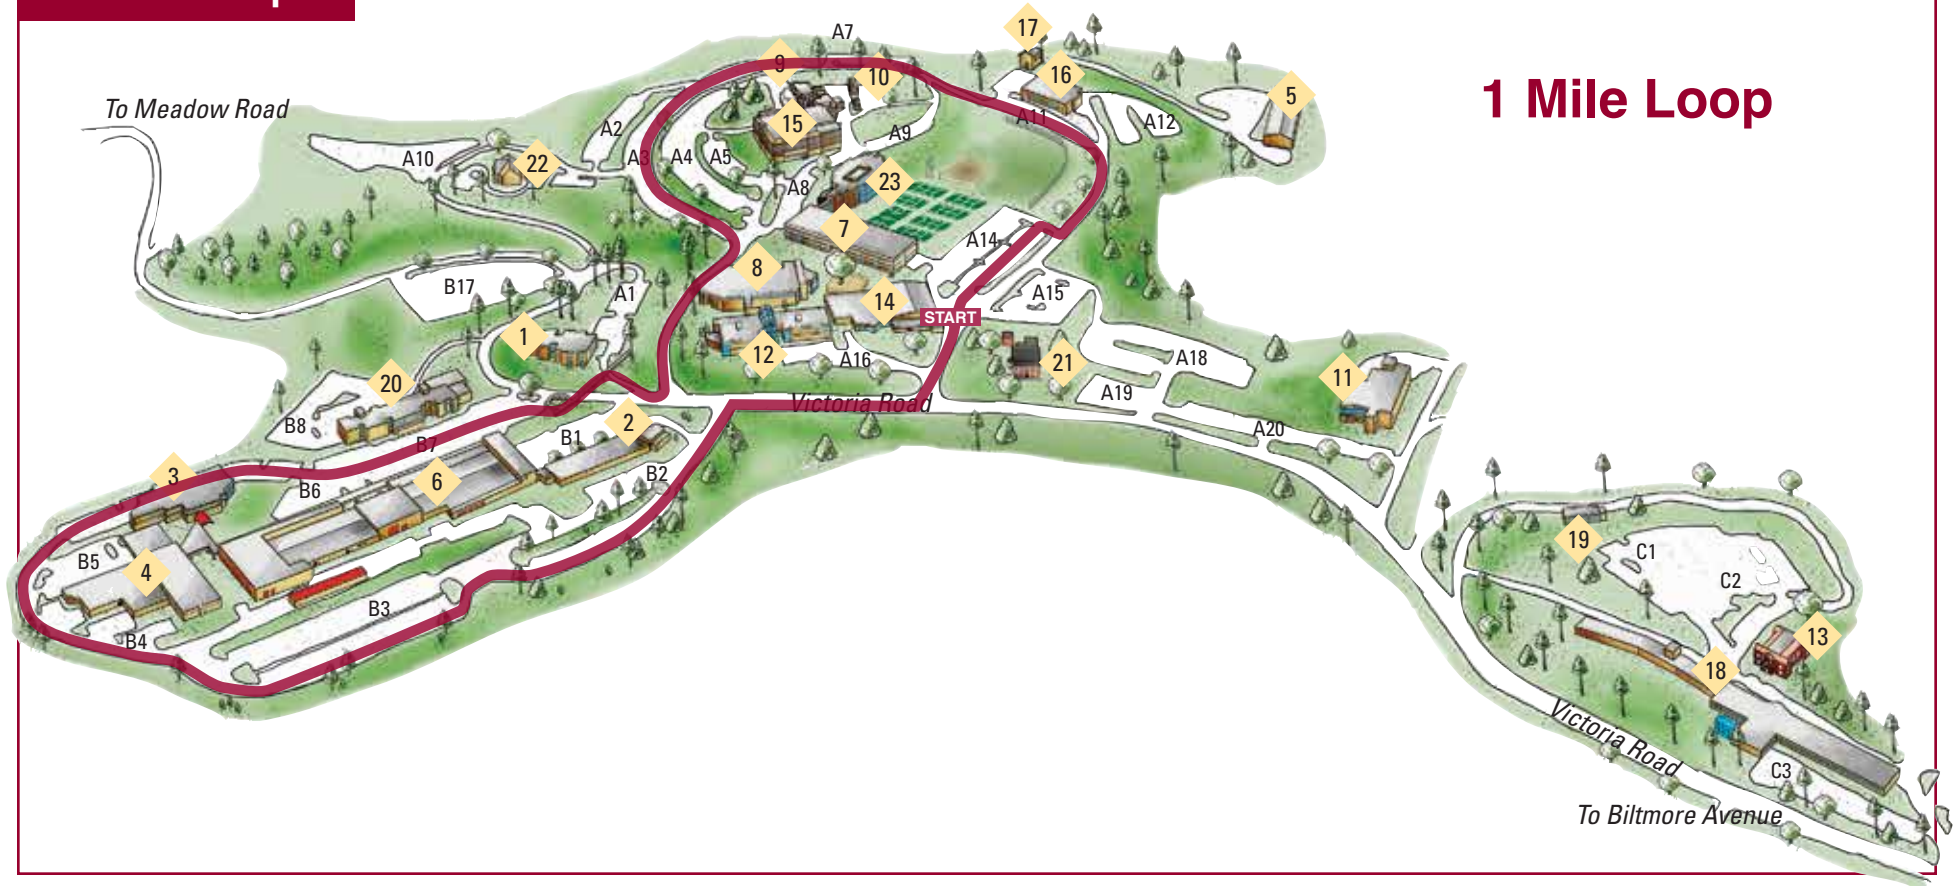 1 Mile Loop
To Meadow Road
A7
17
16
5
9
10
15
A2
A3
A4
A5
A9
A11
A12
A10
22
A8
23
7
A14
8
14
A15
B17
A1
START
1
12
A16
21
A18
11
20
A19
Victoria Road
A20
B8
2
B1
B7
3
6
B6
B2
B5
4
B3
B4
19
C1
C2
13
18
Victoria Road
C3
To Biltmore Avenue